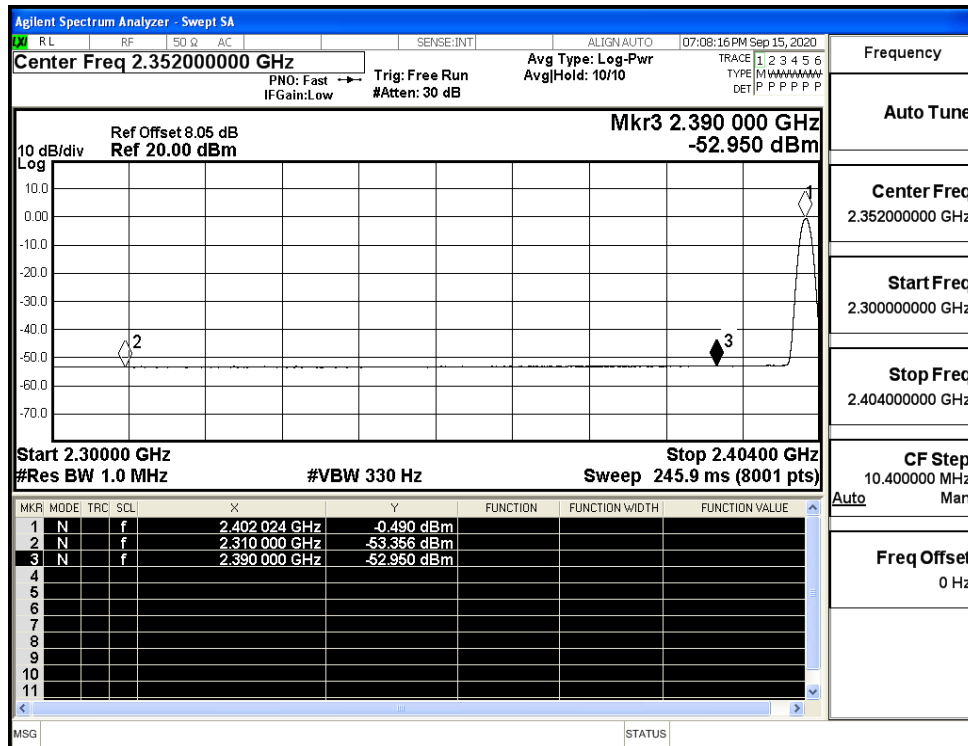 Agilent Spectrum Analyzer - Swept SA
LXI RL RF 50 Ω AC SENSE:INT ALIGN AUTO 07:08:16 PM Sep 15, 2020
Center Freq 2.352000000 GHz
PNO: Fast
IFGain:Low
Trig: Free Run
#Atten: 30 dB
Avg Type: Log-Pwr
Avg|Hold: 10/10
TRACE 1 2 3 4 5 6
TYPE M WWWWW
DET P P P P P P
Ref Offset 8.05 dB
10 dB/div Ref 20.00 dBm
Log
Mkr3 2.390 000 GHz
-52.950 dBm
10.0
0.00
-10.0
-20.0
-30.0
-40.0
-50.0
-60.0
-70.0
1
2
3
Start 2.30000 GHz Stop 2.40400 GHz
#Res BW 1.0 MHz #VBW 330 Hz Sweep 245.9 ms (8001 pts)
MKR MODE TRC SCL X Y FUNCTION FUNCTION WIDTH FUNCTION VALUE
1 N f 2.402 024 GHz -0.490 dBm
2 N f 2.310 000 GHz -53.356 dBm
3 N f 2.390 000 GHz -52.950 dBm
4
5
6
7
8
9
10
11
MSG STATUS
Frequency
Auto Tune
Center Freq
2.352000000 GHz
Start Freq
2.300000000 GHz
Stop Freq
2.404000000 GHz
CF Step
10.400000 MHz
Auto Man
Freq Offset
0 Hz